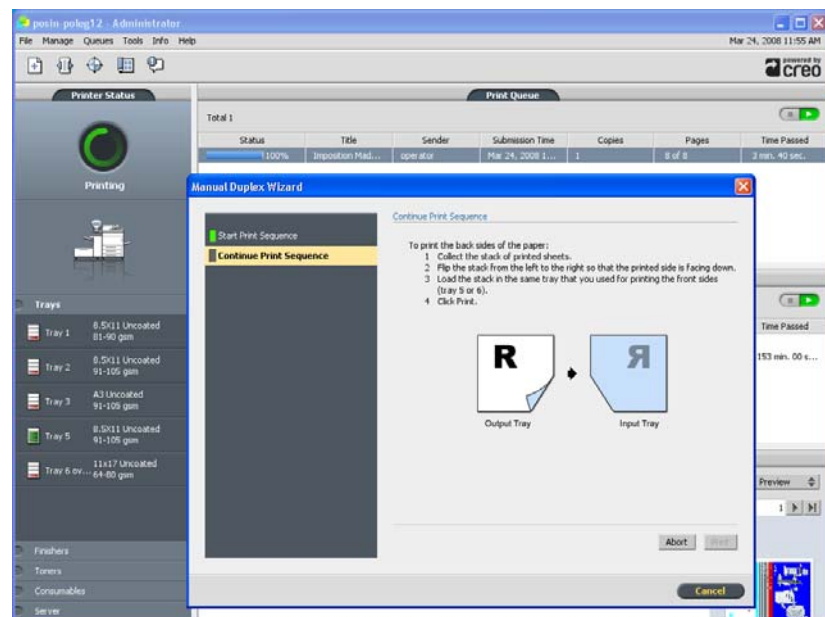 posin-poleg12 - Administrator
File Manage Queues Tools Info Help
Mar 24, 2008 11:55 AM
powered by
creo
Printer Status
Print Queue
Total 1
Status Title Sender Submission Time Copies Pages Time Passed
100% Imposition Mad... operator Mar 24, 2008 1... 1 8 of 8 3 min. 40 sec.
Printing
Manual Duplex Wizard
Start Print Sequence
Continue Print Sequence
Continue Print Sequence
To print the back sides of the paper:
1 Collect the stack of printed sheets.
2 Flip the stack from the left to the right so that the printed side is facing down.
3 Load the stack in the same tray that you used for printing the front sides
(tray 5 or 6).
4 Click Print.
R R
Output Tray Input Tray
Trays
Tray 1 8.5X11 Uncoated
81-90 gsm
Tray 2 8.5X11 Uncoated
91-105 gsm
Tray 3 A3 Uncoated
91-105 gsm
Tray 5 8.5X11 Uncoated
91-105 gsm
Tray 6 ov... 11x17 Uncoated
64-80 gsm
Time Passed
153 min. 00 s...
Preview
1
Finishers
Toners
Consumables
Server
Abort Print
Cancel